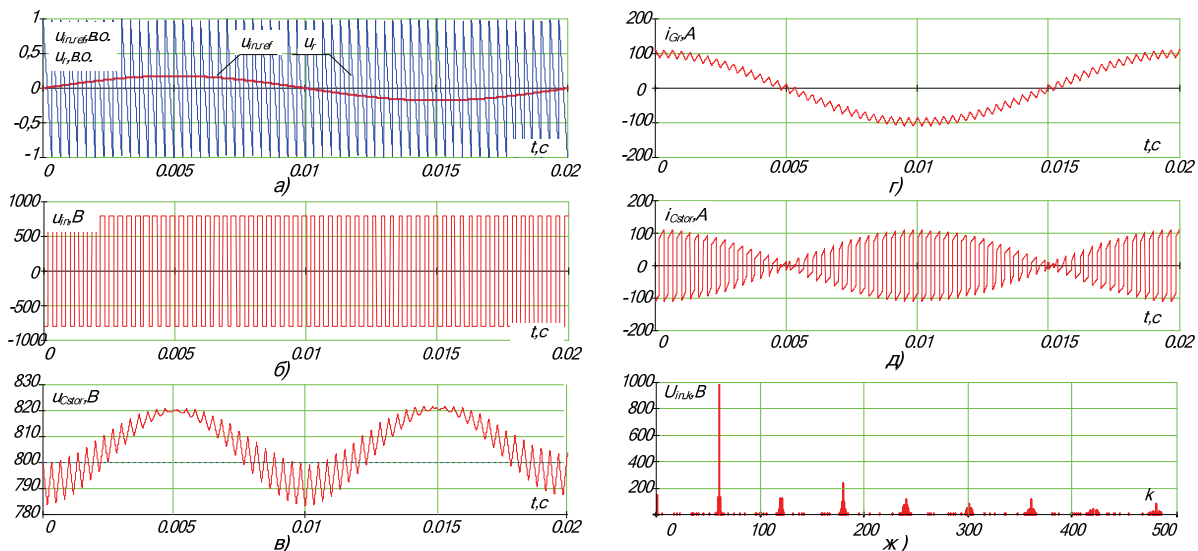 1
u_in.ref,в.о.
u_r,в.о.
0,5
0
-0,5
-1
u_in.ref
u_r
t,c
0 0.005 0.01 0.015 0.02
а)
200
i_Gr,A
100
0
-100
-200
t,c
0 0.005 0.01 0.015 0.02
г)
1000
u_in,B
500
0
-500
-1000
t,c
0 0.005 0.01 0.015 0.02
б)
200
i_Cstor,A
100
0
-100
-200
t,c
0 0.005 0.01 0.015 0.02
д)
830
u_Cstor,B
820
810
800
790
780
t,c
0 0.005 0.01 0.015 0.02
в)
1000
U_in.k,B
800
600
400
200
k
0 100 200 300 400 500
ж )